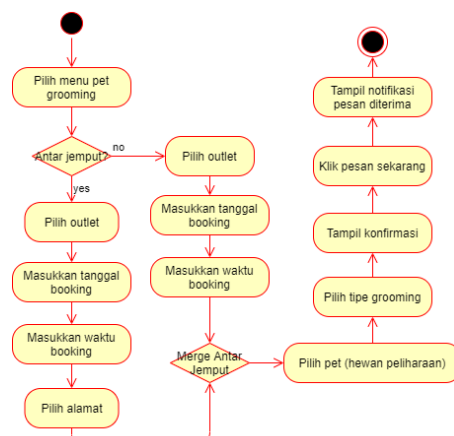 Pilih menu pet
grooming
Antar jemput?
no
yes
Pilih outlet
Masukkan tanggal
booking
Masukkan waktu
booking
Pilih alamat
Pilih outlet
Masukkan tanggal
booking
Masukkan waktu
booking
Merge Antar
Jemput
Pilih pet (hewan peliharaan)
Pilih tipe grooming
Tampil konfirmasi
Klik pesan sekarang
Tampil notifikasi
pesan diterima